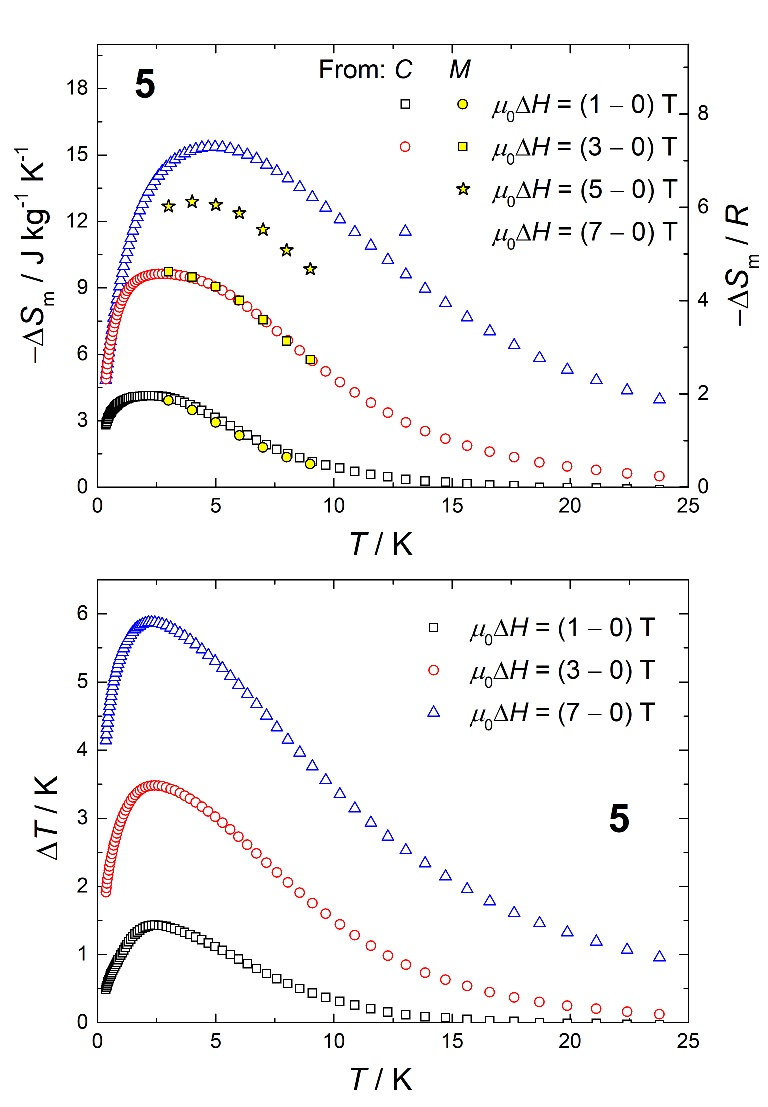 5
From: C M
μ₀ΔH = (1 – 0) T
μ₀ΔH = (3 – 0) T
μ₀ΔH = (5 – 0) T
μ₀ΔH = (7 – 0) T
18
15
12
9
6
3
0
−ΔSm / J kg⁻¹ K⁻¹
8
6
4
2
0
−ΔSm / R
0 5 10 15 20 25
T / K
μ₀ΔH = (1 – 0) T
μ₀ΔH = (3 – 0) T
μ₀ΔH = (7 – 0) T
5
6
5
4
3
2
1
0
ΔT / K
0 5 10 15 20 25
T / K